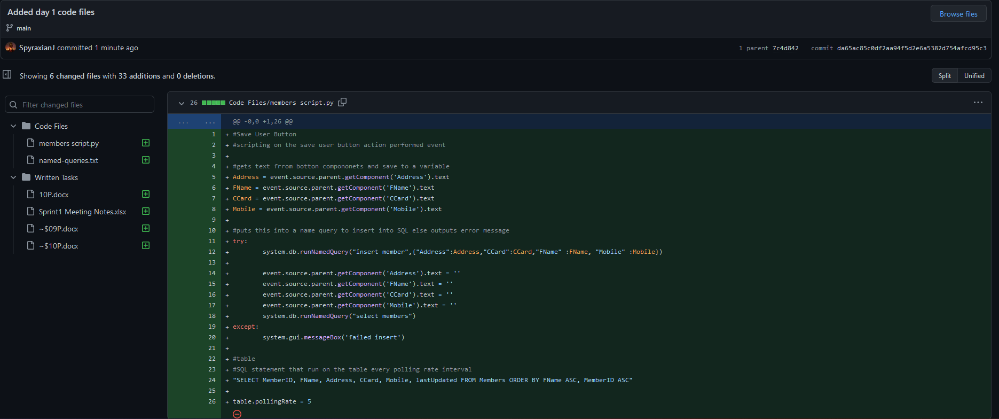 Added day 1 code files
Browse files
main
SpyraxianJ committed 1 minute ago
1 parent 7c4d842 commit da65ac85c0df2aa94f5d2e6a5382d754afcd95c3
Showing 6 changed files with 33 additions and 0 deletions.
Split Unified
Filter changed files
Code Files
members script.py
named-queries.txt
Written Tasks
10P.docx
Sprint1 Meeting Notes.xlsx
~$09P.docx
~$10P.docx
26 Code Files/members script.py
... ... @@ -0,0 +1,26 @@
1 + #Save User Button
2 + #scripting on the save user button action performed event
3 +
4 + #gets text frrom botton compononets and save to a variable
5 + Address = event.source.parent.getComponent('Address').text
6 + FName = event.source.parent.getComponent('FName').text
7 + CCard = event.source.parent.getComponent('CCard').text
8 + Mobile = event.source.parent.getComponent('Mobile').text
9 +
10 + #puts this into a name query to insert into SQL else outputs error message
11 + try:
12 + system.db.runNamedQuery("insert member",{"Address":Address,"CCard":CCard,"FName" :FName, "Mobile" :Mobile})
13 +
14 + event.source.parent.getComponent('Address').text = ''
15 + event.source.parent.getComponent('FName').text = ''
16 + event.source.parent.getComponent('CCard').text = ''
17 + event.source.parent.getComponent('Mobile').text = ''
18 + system.db.runNamedQuery("select members")
19 + except:
20 + system.gui.messageBox('failed insert')
21 +
22 + #table
23 + #SQL statement that run on the table every polling rate interval
24 + "SELECT MemberID, FName, Address, CCard, Mobile, lastUpdated FROM Members ORDER BY FName ASC, MemberID ASC"
25 +
26 + table.pollingRate = 5